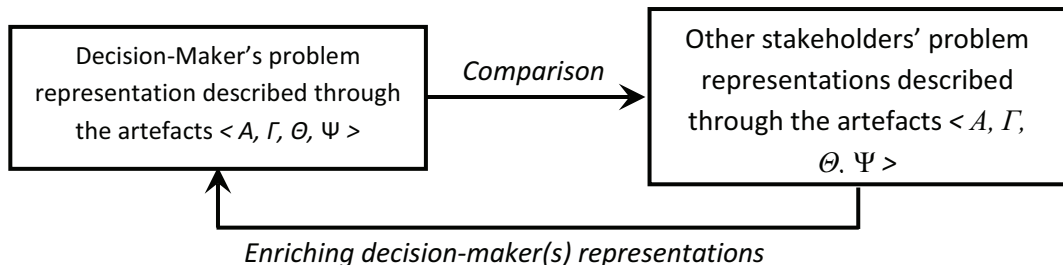 Decision-Maker’s problem
representation described through
the artefacts < A, Γ, Θ, Ψ >
Comparison
Other stakeholders’ problem
representations described
through the artefacts < A, Γ,
Θ. Ψ >
Enriching decision-maker(s) representations